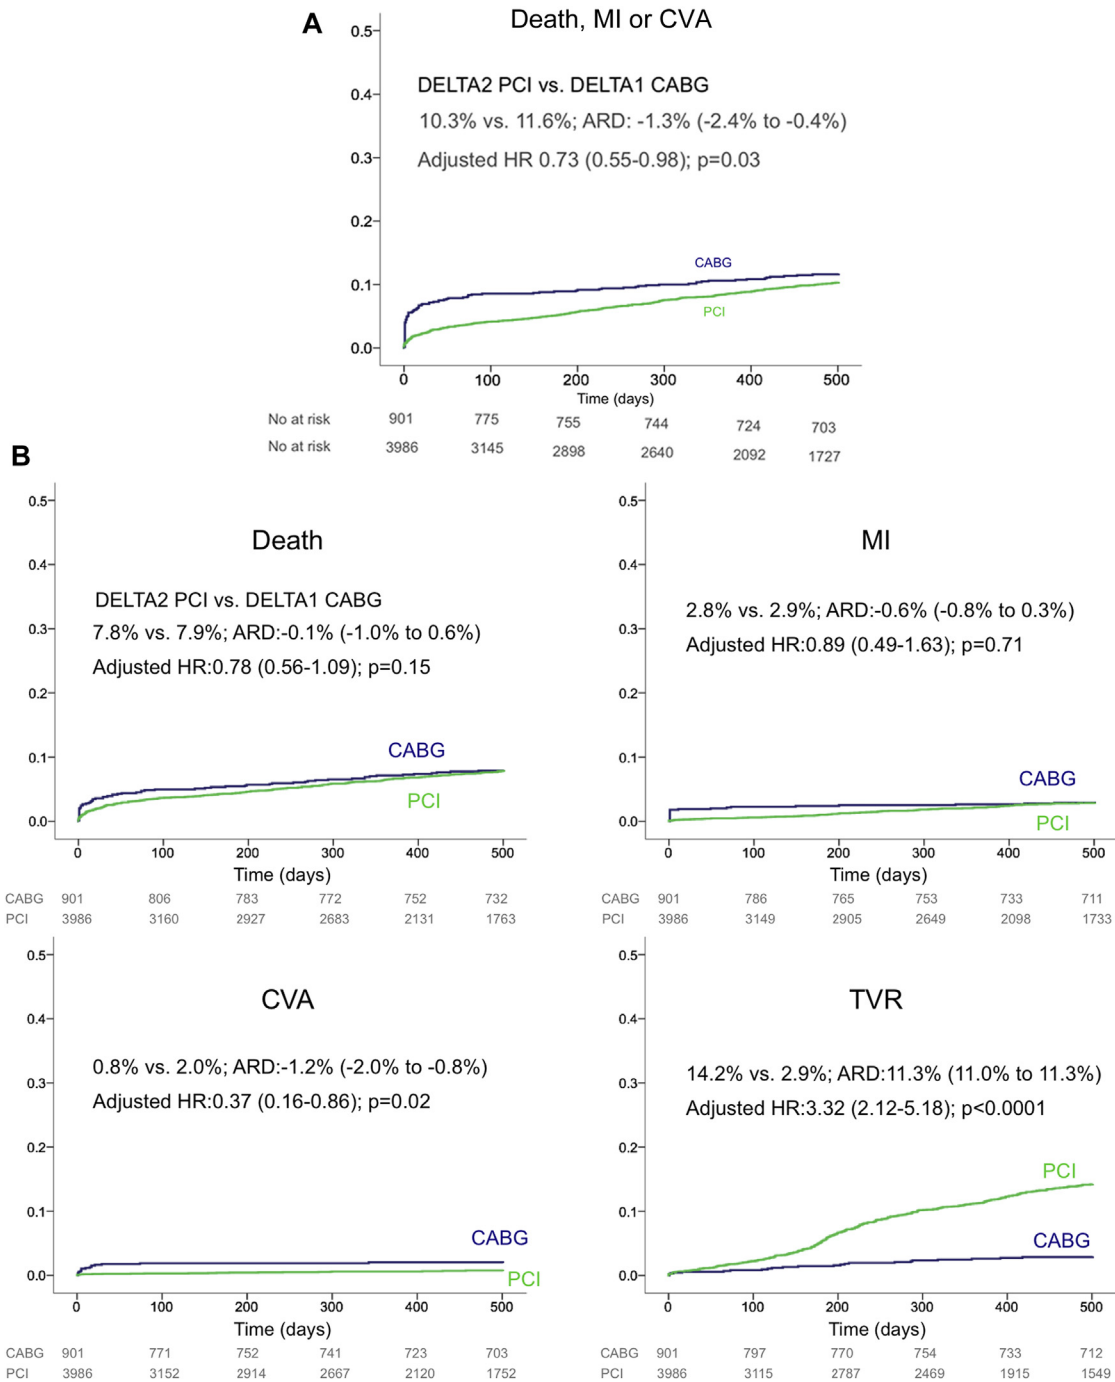 A
Death, MI or CVA
0.5
DELTA2 PCI vs. DELTA1 CABG
0.4
10.3% vs. 11.6%; ARD: -1.3% (-2.4% to -0.4%)
0.3
Adjusted HR 0.73 (0.55-0.98); p=0.03
0.2
CABG
0.1
PCI
0.0
0 100 200 300 400 500
Time (days)
No at risk 901 775 755 744 724 703
No at risk 3986 3145 2898 2640 2092 1727
B
0.5
Death
0.4
DELTA2 PCI vs. DELTA1 CABG
0.3
7.8% vs. 7.9%; ARD:-0.1% (-1.0% to 0.6%)
Adjusted HR:0.78 (0.56-1.09); p=0.15
0.2
0.1
CABG
PCI
0.0
0 100 200 300 400 500
Time (days)
CABG 901 806 783 772 752 732
PCI 3986 3160 2927 2683 2131 1763
0.5
MI
0.4
2.8% vs. 2.9%; ARD:-0.6% (-0.8% to 0.3%)
0.3
Adjusted HR:0.89 (0.49-1.63); p=0.71
0.2
0.1
CABG
0.0
PCI
0 100 200 300 400 500
Time (days)
CABG 901 786 765 753 733 711
PCI 3986 3149 2905 2649 2098 1733
0.5
CVA
0.4
0.8% vs. 2.0%; ARD:-1.2% (-2.0% to -0.8%)
0.3
Adjusted HR:0.37 (0.16-0.86); p=0.02
0.2
0.1
CABG
0.0
PCI
0 100 200 300 400 500
Time (days)
CABG 901 771 752 741 723 703
PCI 3986 3152 2914 2667 2120 1752
0.5
TVR
0.4
14.2% vs. 2.9%; ARD:11.3% (11.0% to 11.3%)
0.3
Adjusted HR:3.32 (2.12-5.18); p<0.0001
0.2
PCI
0.1
CABG
0.0
0 100 200 300 400 500
Time (days)
CABG 901 797 770 754 733 712
PCI 3986 3115 2787 2469 1915 1549